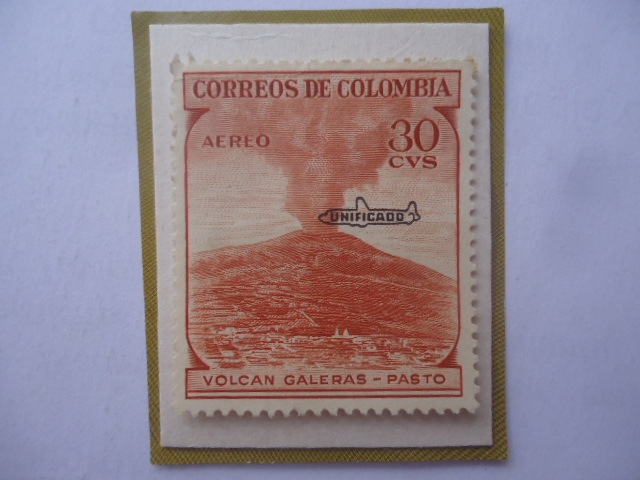 CORREOS DE COLOMBIA
AEREO
30
CVS
UNIFICADO
VOLCAN GALERAS - PASTO